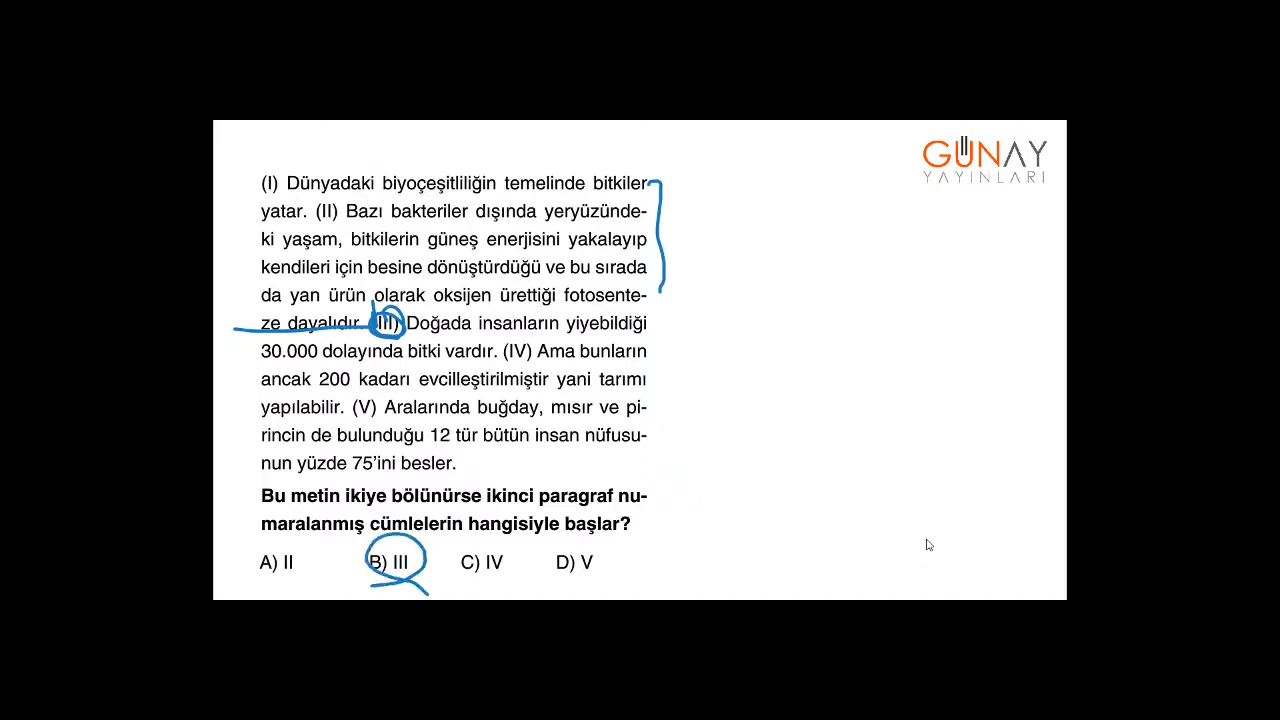 GÜNAY
YAYINLARI
(I) Dünyadaki biyoçeşitliliğin temelinde bitkiler
yatar. (II) Bazı bakteriler dışında yeryüzünde-
ki yaşam, bitkilerin güneş enerjisini yakalayıp
kendileri için besine dönüştürdüğü ve bu sırada
da yan ürün olarak oksijen ürettiği fotosente-
ze dayalıdır. (III) Doğada insanların yiyebildiği
30.000 dolayında bitki vardır. (IV) Ama bunların
ancak 200 kadarı evcilleştirilmiştir yani tarımı
yapılabilir. (V) Aralarında buğday, mısır ve pi-
rincin de bulunduğu 12 tür bütün insan nüfusu-
nun yüzde 75'ini besler.
Bu metin ikiye bölünürse ikinci paragraf nu-
maralanmış cümlelerin hangisiyle başlar?
A) II B) III C) IV D) V